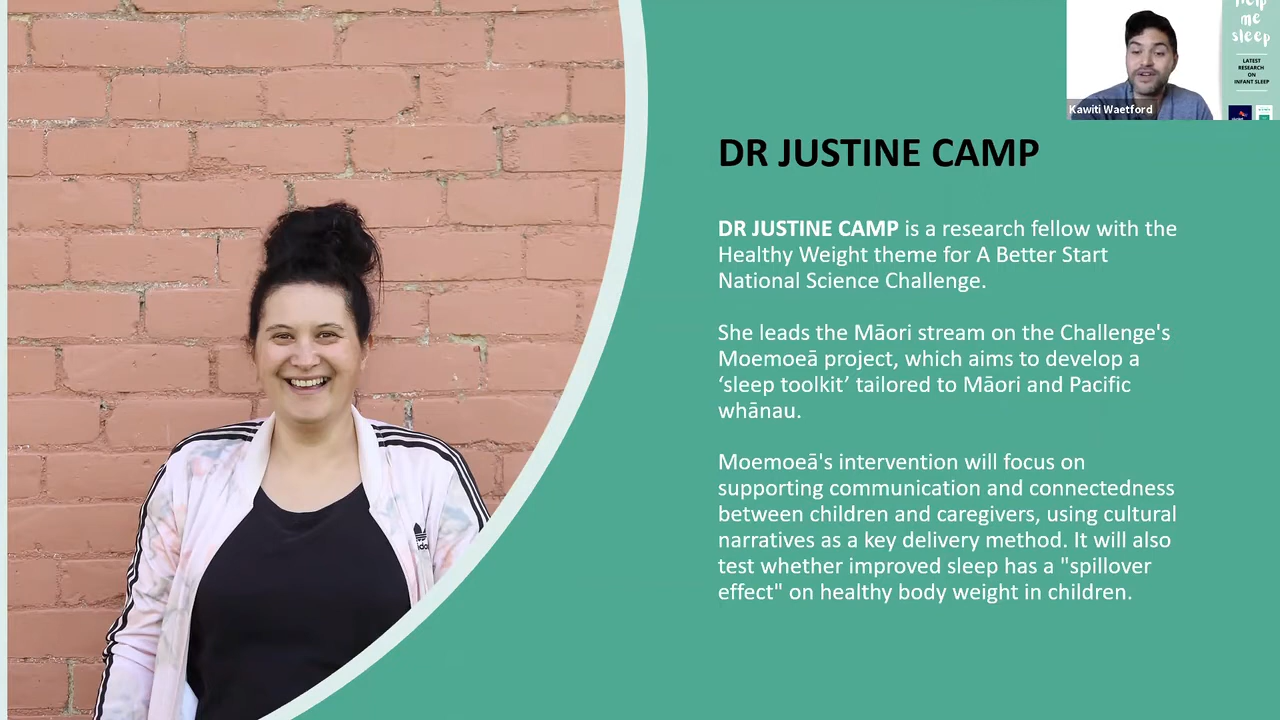 help
me
sleep
LATEST
RESEARCH
ON
INFANT SLEEP
Kawiti Waetford
DR JUSTINE CAMP
DR JUSTINE CAMP is a research fellow with the
Healthy Weight theme for A Better Start
National Science Challenge.
She leads the Māori stream on the Challenge's
Moemoeā project, which aims to develop a
‘sleep toolkit’ tailored to Māori and Pacific
whānau.
Moemoeā's intervention will focus on
supporting communication and connectedness
between children and caregivers, using cultural
narratives as a key delivery method. It will also
test whether improved sleep has a "spillover
effect" on healthy body weight in children.